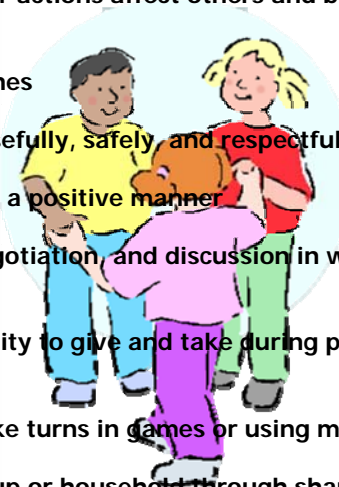 actions affect others and b
nes
efully, safely, and respectful
a positive manner
gotiation, and discussion in w
ity to give and take during p
ke turns in games or using m
up or household through shar